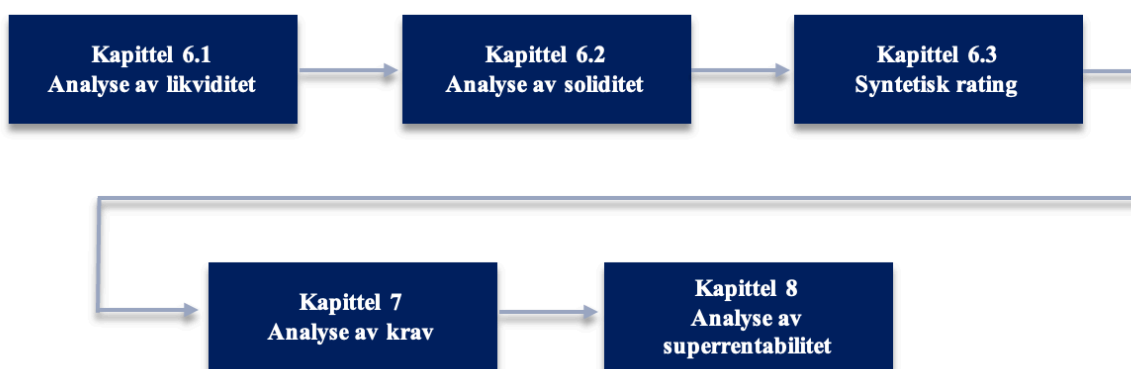 Kapittel 6.1
Analyse av likviditet
Kapittel 6.2
Analyse av soliditet
Kapittel 6.3
Syntetisk rating
Kapittel 7
Analyse av krav
Kapittel 8
Analyse av
superrentabilitet